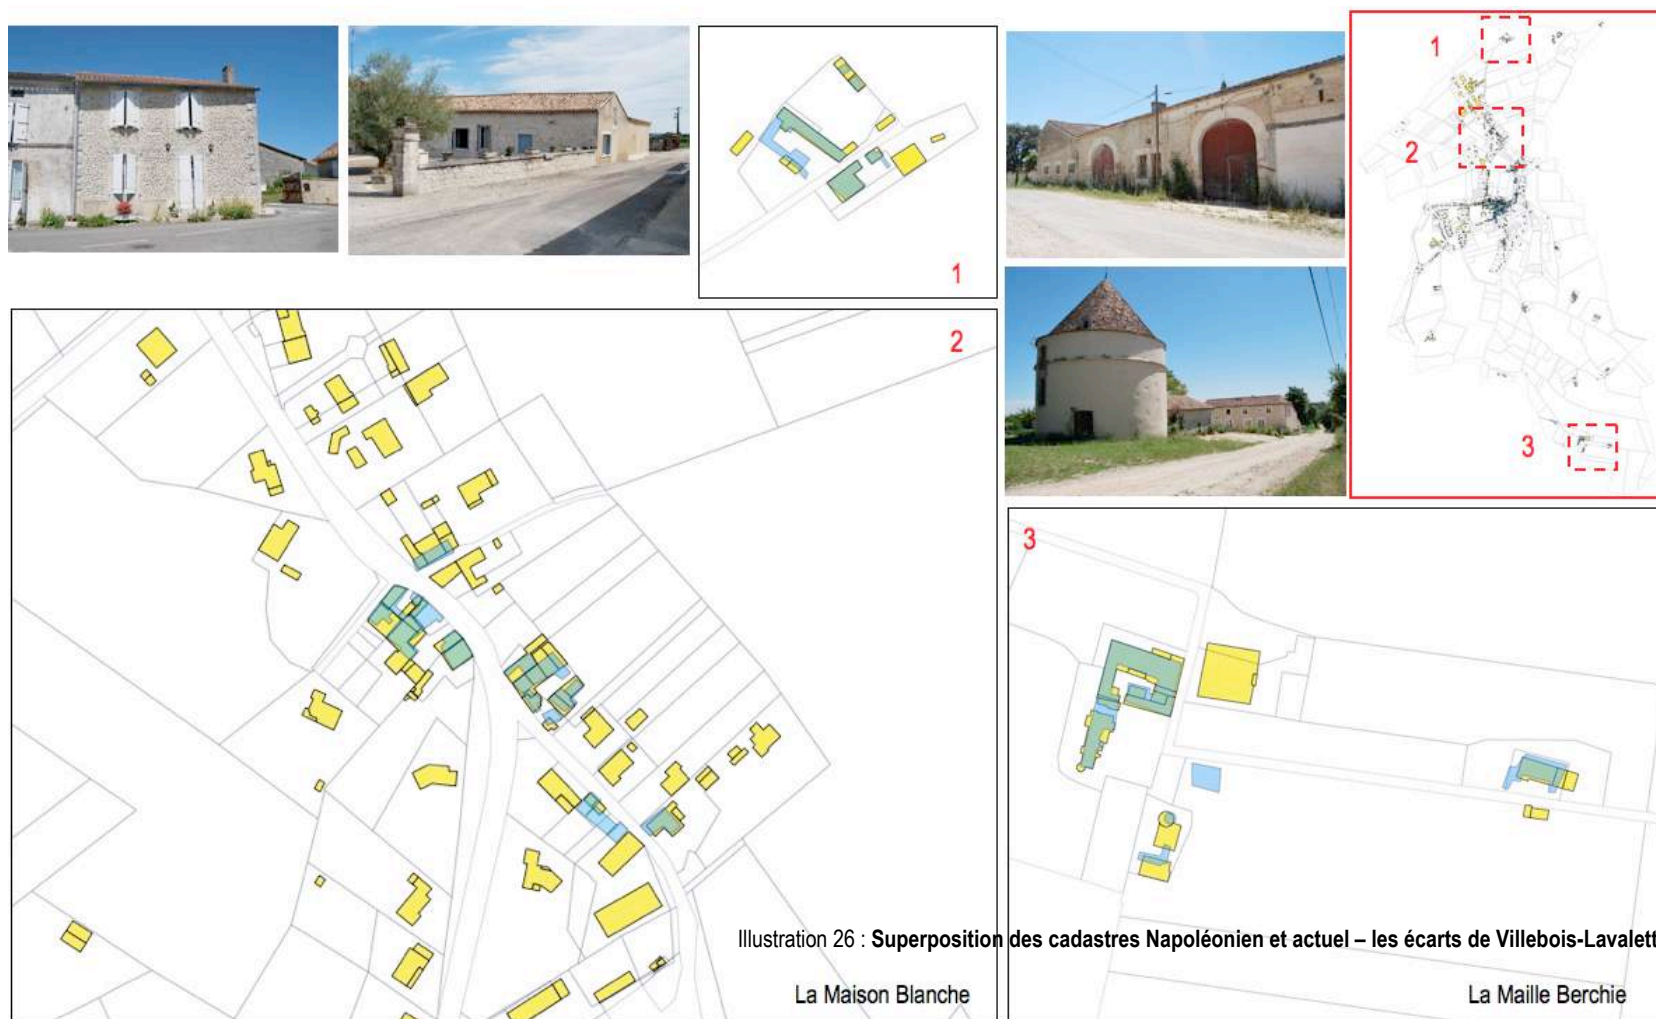 1
1
2
3
2
3
Illustration 26 : Superposition des cadastres Napoléonien et actuel – les écarts de Villebois-Lavalett
La Maison Blanche
La Maille Berchie